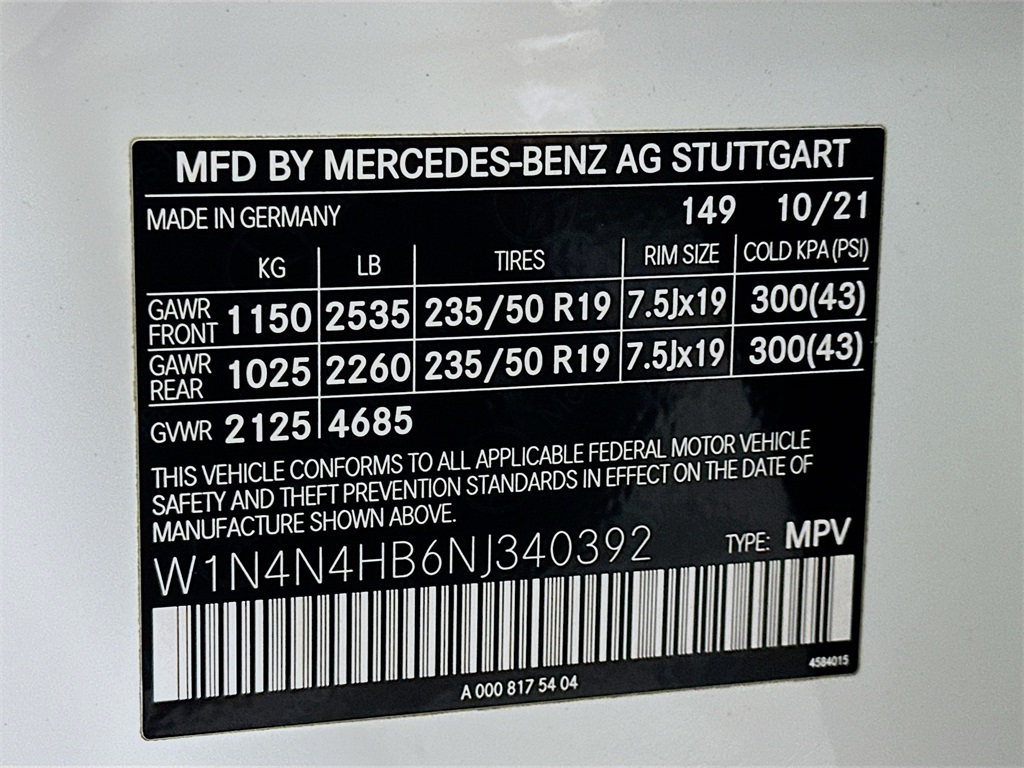 MFD BY MERCEDES-BENZ AG STUTTGART
MADE IN GERMANY 149 10/21
KG LB TIRES RIM SIZE COLD KPA(PSI)
GAWR FRONT 1150 2535 235/50 R19 7.5Jx19 300(43)
GAWR REAR 1025 2260 235/50 R19 7.5Jx19 300(43)
GVWR 2125 4685
THIS VEHICLE CONFORMS TO ALL APPLICABLE FEDERAL MOTOR VEHICLE
SAFETY AND THEFT PREVENTION STANDARDS IN EFFECT ON THE DATE OF
MANUFACTURE SHOWN ABOVE.
W1N4N4HB6NJ340392 TYPE: MPV
4584015
A 000 817 54 04